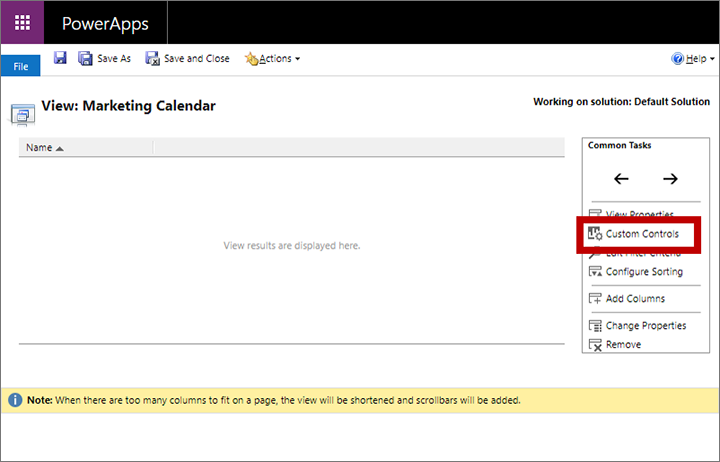 PowerApps
File
Save As
Save and Close
Actions
Help
View: Marketing Calendar
Working on solution: Default Solution
Name
View results are displayed here.
Common Tasks
View Properties
Custom Controls
Edit Filter Criteria
Configure Sorting
Add Columns
Change Properties
Remove
Note: When there are too many columns to fit on a page, the view will be shortened and scrollbars will be added.